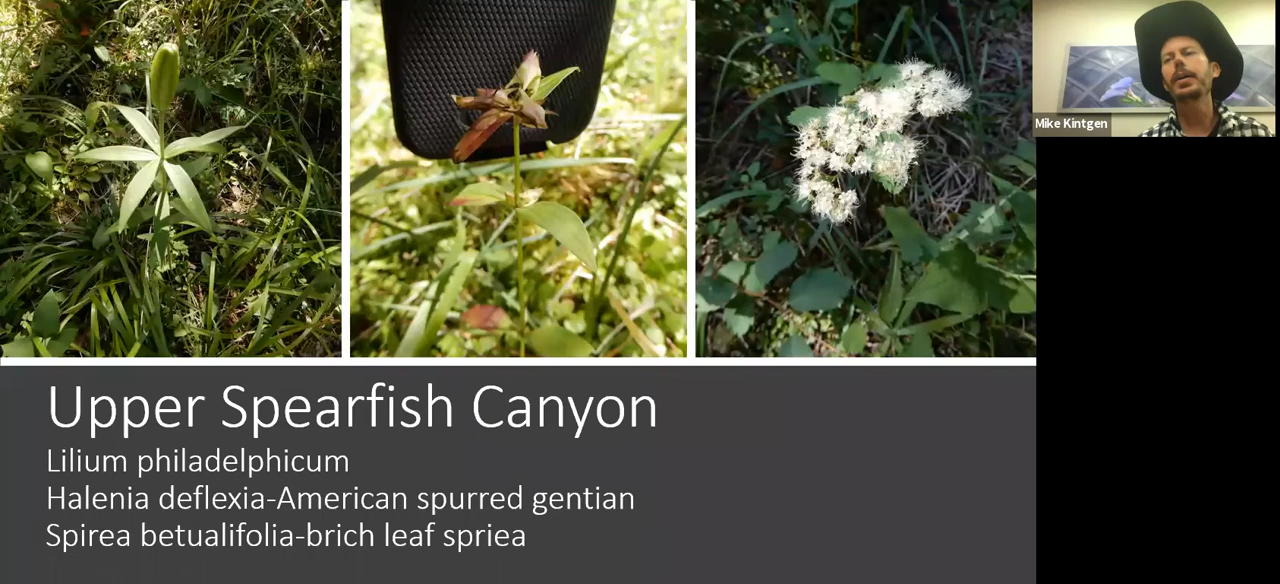 Mike Kintgen
Upper Spearfish Canyon
Lilium philadelphicum
Halenia deflexia-American spurred gentian
Spirea betualifolia-brich leaf spriea